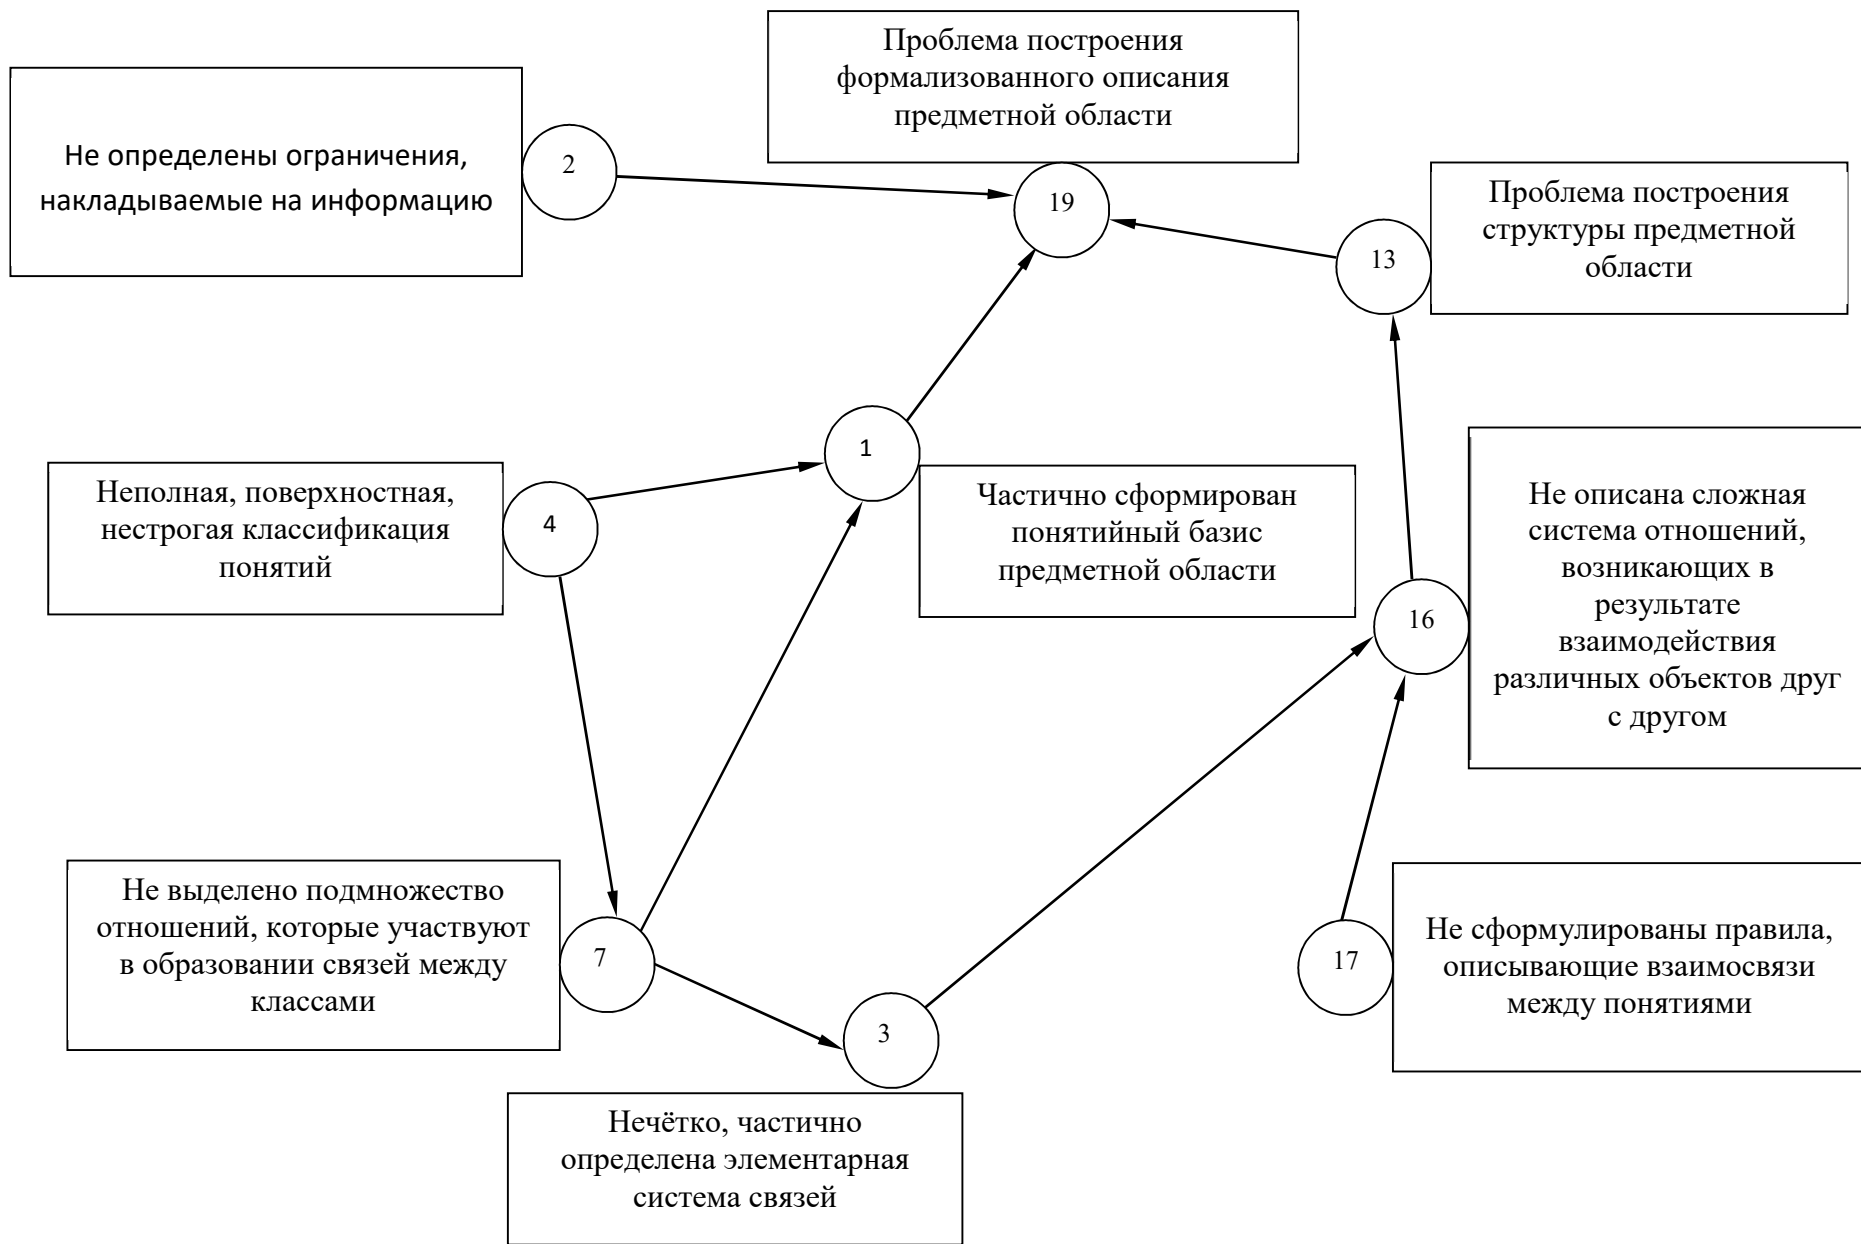 Проблема построения
формализованного описания
предметной области
Не определены ограничения,
накладываемые на информацию
2
19
Проблема построения
структуры предметной
области
13
1
Неполная, поверхностная,
нестрогая классификация
понятий
4
Частично сформирован
понятийный базис
предметной области
Не описана сложная
система отношений,
возникающих в
результате
взаимодействия
различных объектов друг
с другом
16
Не выделено подмножество
отношений, которые участвуют
в образовании связей между
классами
7
3
17
Не сформулированы правила,
описывающие взаимосвязи
между понятиями
Нечётко, частично
определена элементарная
система связей